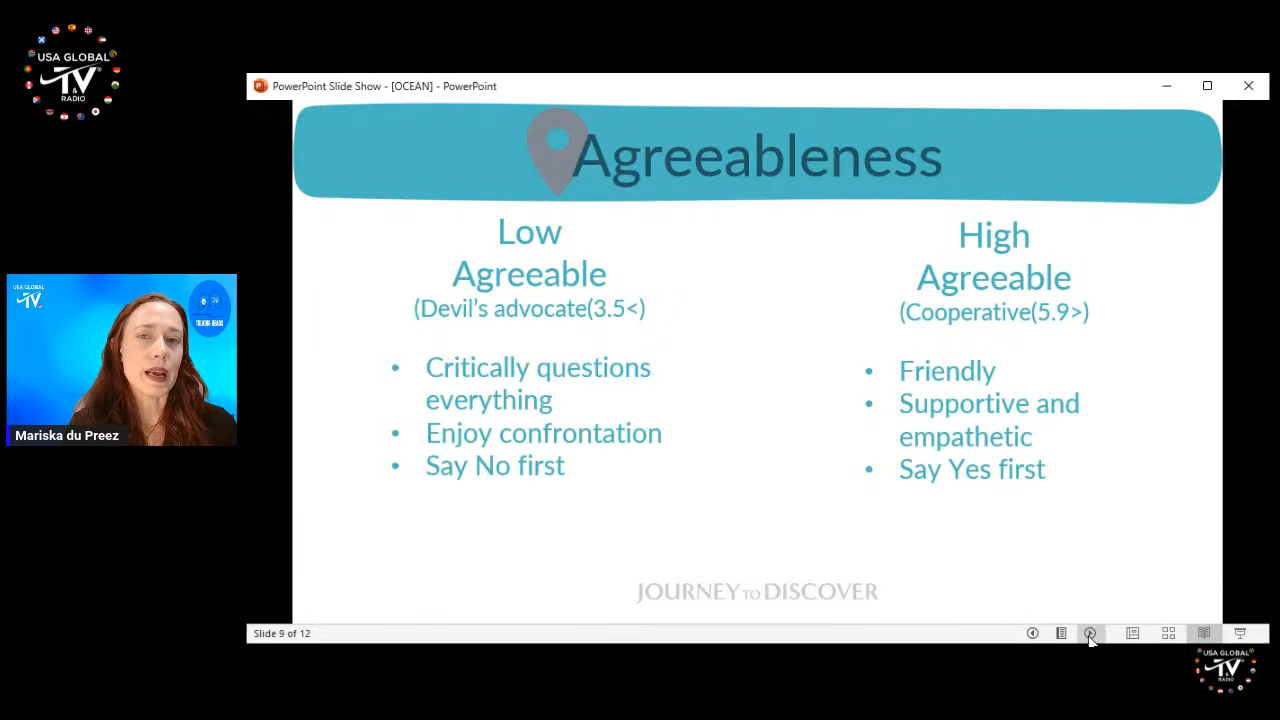 USA GLOBAL
TV
&
RADIO
PowerPoint Slide Show - [OCEAN] - PowerPoint
Agreeableness
Low
Agreeable
(Devil's advocate(3.5<)
• Critically questions
everything
• Enjoy confrontation
• Say No first
High
Agreeable
(Cooperative(5.9>)
• Friendly
• Supportive and
empathetic
• Say Yes first
JOURNEY TO DISCOVER
USA GLOBAL
TV
TALKING HEADS
Mariska du Preez
Slide 9 of 12
USA GLOBAL
TV
&
RADIO